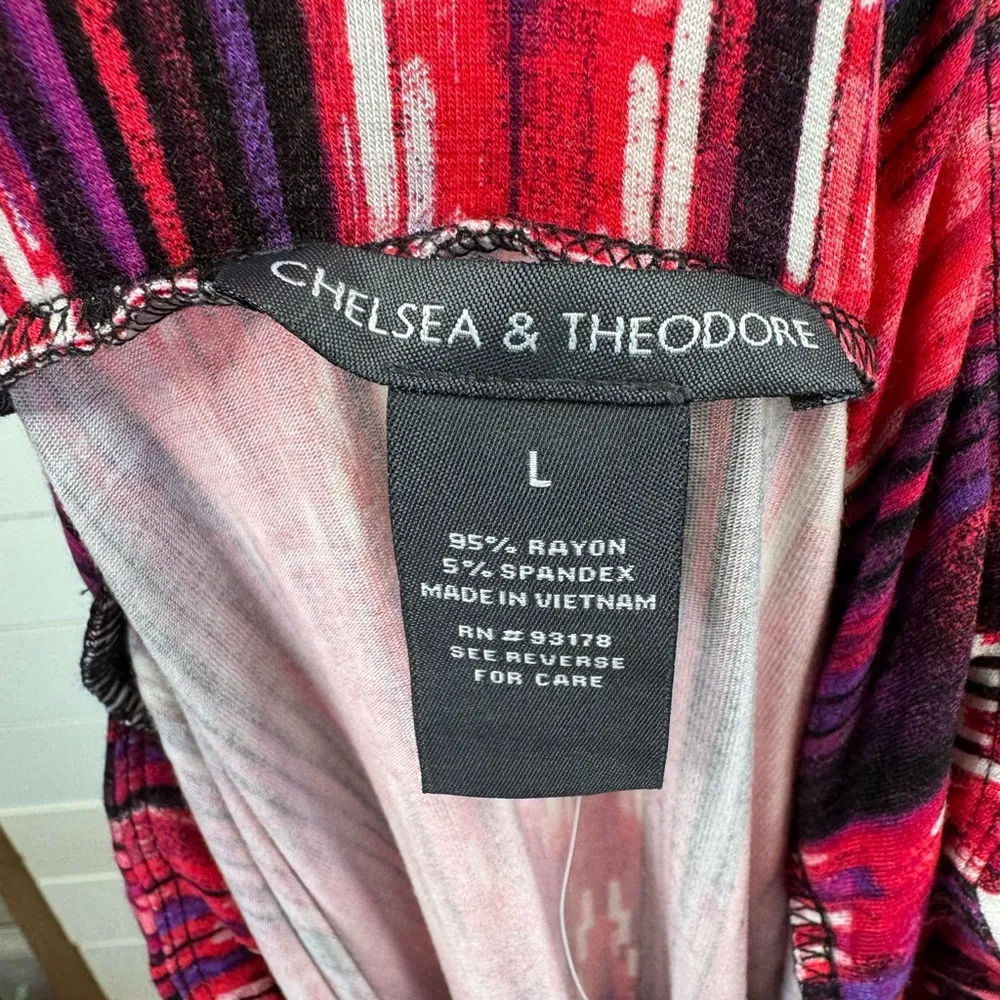 CHELSEA & THEODORE
L
95% RAYON
5% SPANDEX
MADE IN VIETNAM
RN # 93178
SEE REVERSE
FOR CARE